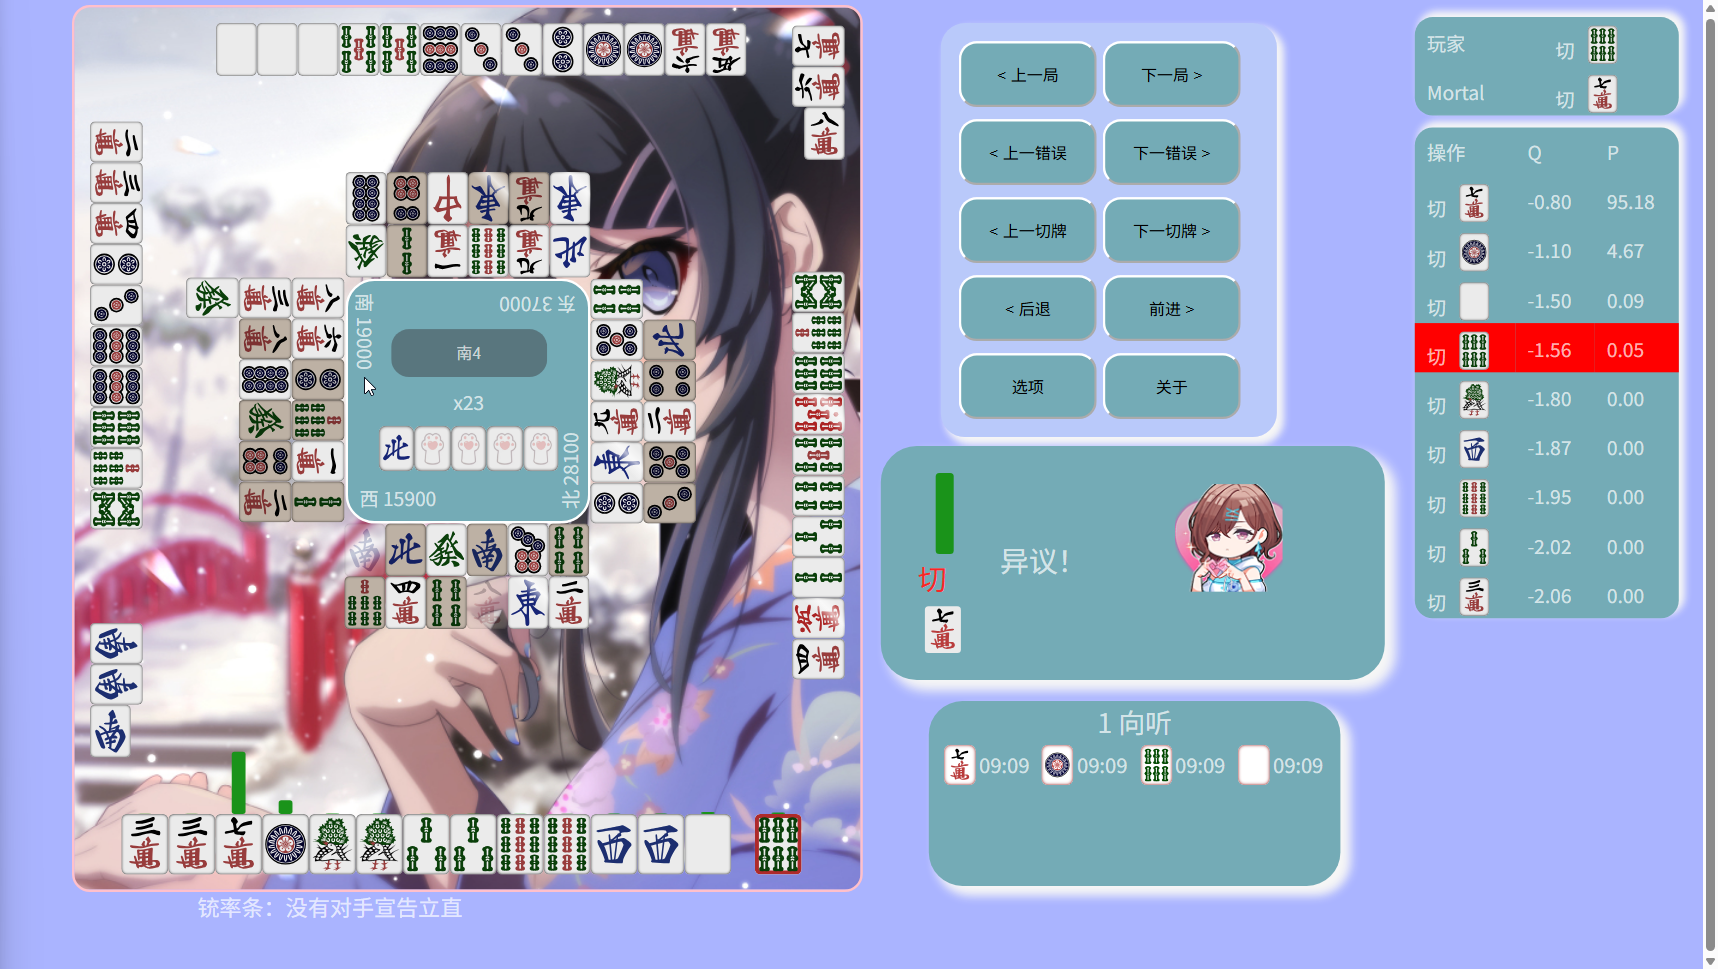 南4
x23
东 37000
南 19000
北 28100
西 15900
铳率条：没有对手宣告立直
< 上一局
下一局 >
< 上一错误
下一错误 >
< 上一切牌
下一切牌 >
< 后退
前进 >
选项
关于
切
异议！
1 向听
09:09
09:09
09:09
09:09
玩家
切
Mortal
切
操作 Q P
切 -0.80 95.18
切 -1.10 4.67
切 -1.50 0.09
切 -1.56 0.05
切 -1.80 0.00
切 -1.87 0.00
切 -1.95 0.00
切 -2.02 0.00
切 -2.06 0.00